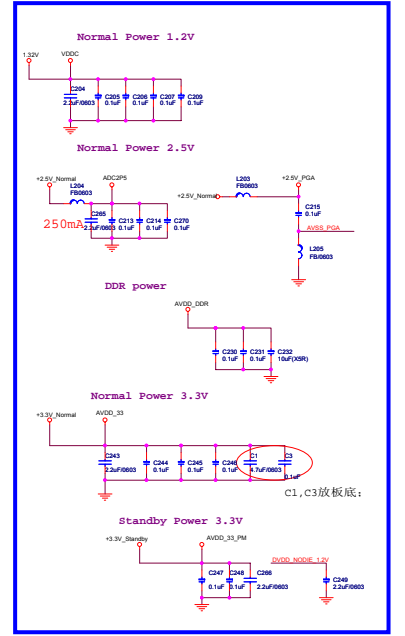 Normal Power 1.2V
1.32V VDDC
C204
2.2uF/0603
C205 C206 C207 C209
0.1uF 0.1uF 0.1uF 0.1uF
Normal Power 2.5V
+2.5V_Normal ADC2P5
L204
FB0603
250mA
C265
2.2uF/0603
C213 C214 C270
0.1uF 0.1uF 0.1uF
L203
FB0603
+2.5V_Normal
+2.5V_PGA
C215
0.1uF
AVSS_PGA
L205
FB/0603
DDR power
AVDD_DDR
C230 C231 C232
0.1uF 0.1uF 10uF(X5R)
Normal Power 3.3V
+3.3V_Normal AVDD_33
C243
2.2uF/0603
C244 C245 C246 C1 C3
0.1uF 0.1uF 0.1uF 4.7uF/0603 0.1uF
C1,C3放板底;
Standby Power 3.3V
+3.3V_Standby AVDD_33_PM
C247 C248 C266
0.1uF 0.1uF 2.2uF/0603
DVDD_NODIE_1.2V
C249
2.2uF/0603